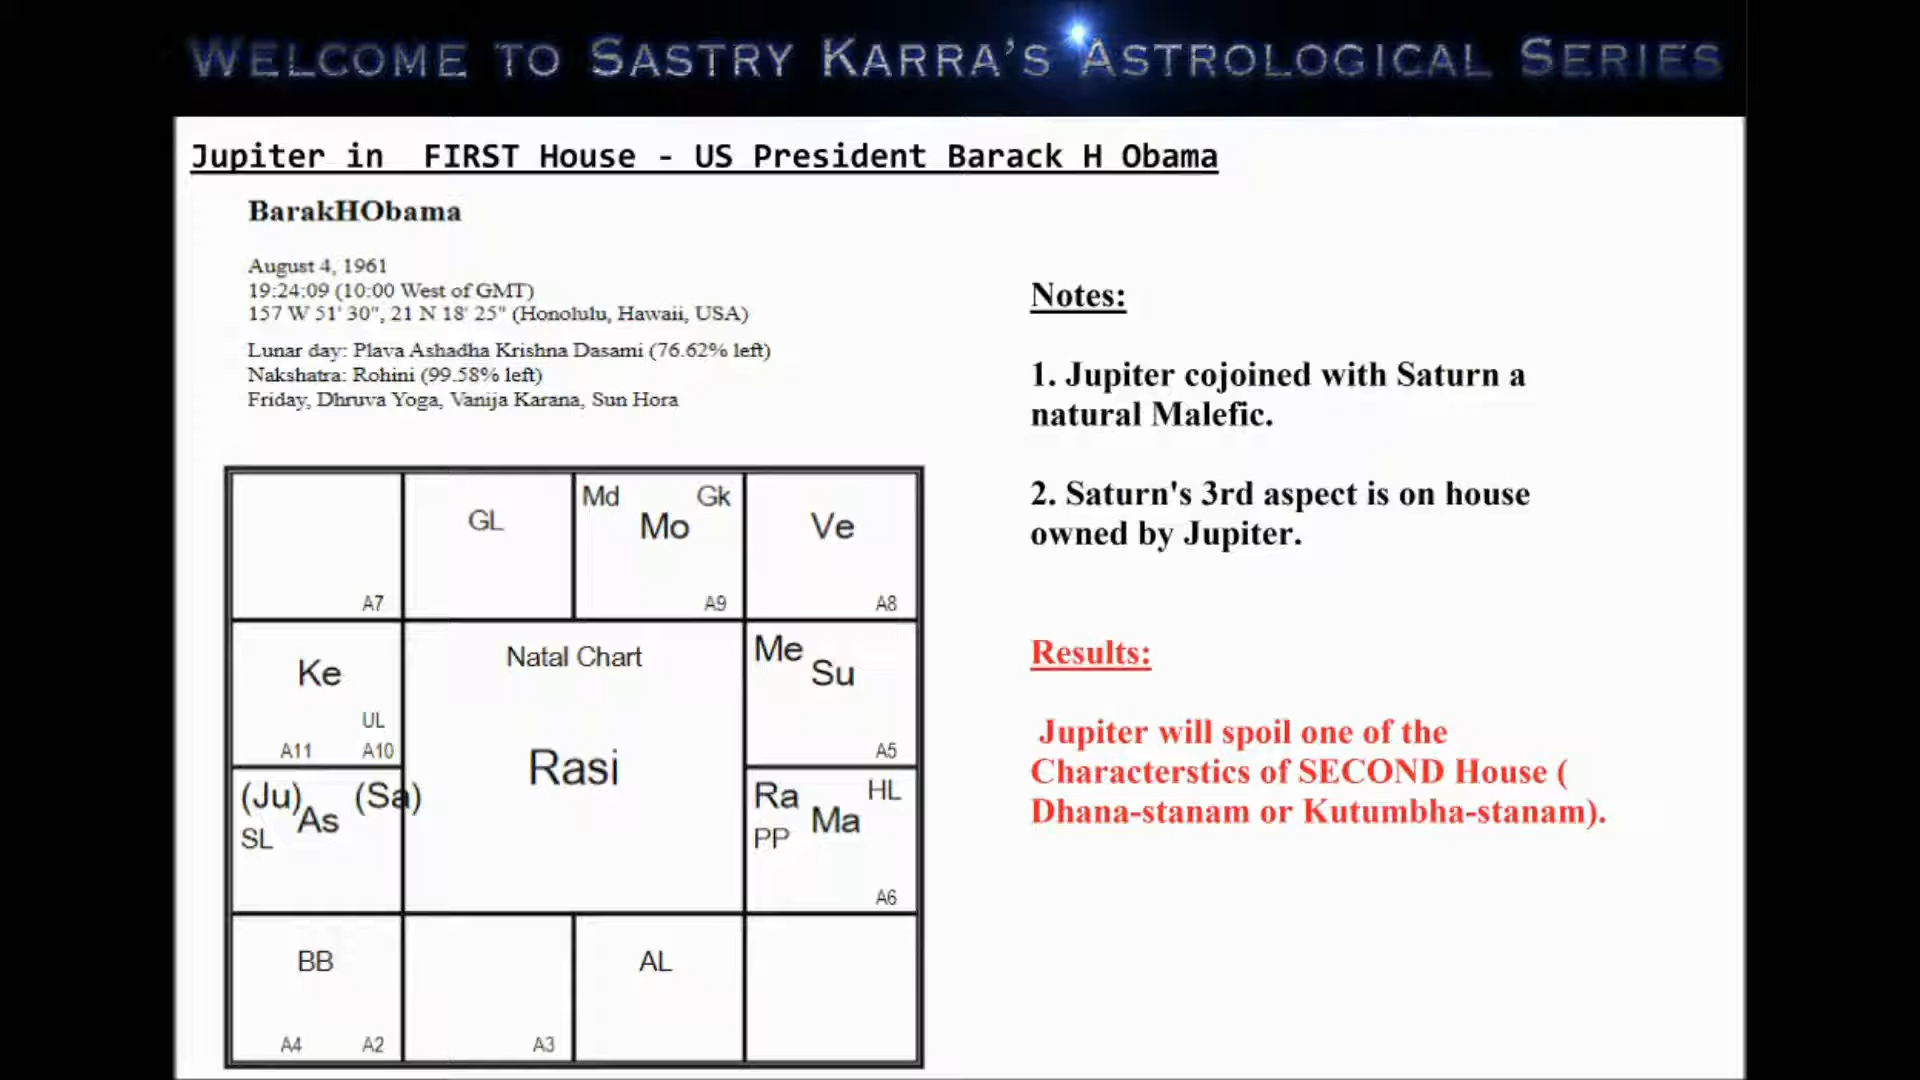 WELCOME TO SASTRY KARRA'S ASTROLOGICAL SERIES
Jupiter in FIRST House - US President Barack H Obama
BarakHObama
August 4, 1961
19:24:09 (10:00 West of GMT)
157 W 51' 30", 21 N 18' 25" (Honolulu, Hawaii, USA)
Lunar day: Plava Ashadha Krishna Dasami (76.62% left)
Nakshatra: Rohini (99.58% left)
Friday, Dhruva Yoga, Vanija Karana, Sun Hora
A7
GL
Md Gk
Mo
A9
Ve
A8
Ke
UL
A11 A10
Natal Chart
Rasi
Me
Su
A5
(Ju) (Sa)
As
SL
Ra HL
Ma
PP
A6
BB
A4 A2
A3
AL
Notes:
1. Jupiter cojoined with Saturn a
natural Malefic.
2. Saturn's 3rd aspect is on house
owned by Jupiter.
Results:
Jupiter will spoil one of the
Characterstics of SECOND House (
Dhana-stanam or Kutumbha-stanam).